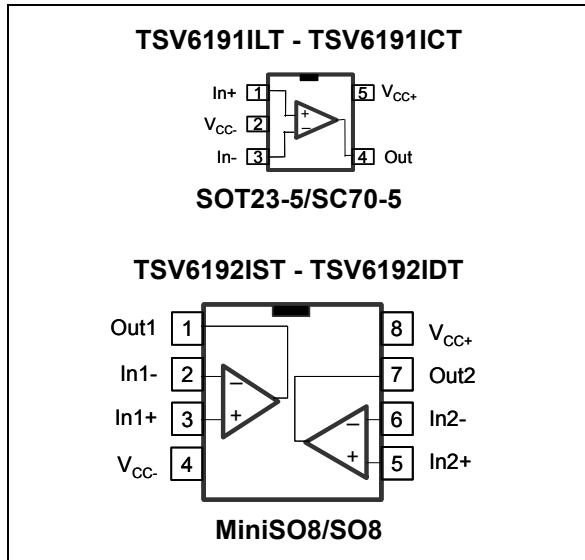 TSV6191ILT - TSV6191ICT
In+ 1 5 VCC+
+
VCC- 2
−
In- 3 4 Out
SOT23-5/SC70-5
TSV6192IST - TSV6192IDT
Out1 1 8 VCC+
In1- 2 − 7 Out2
In1+ 3 + − 6 In2-
VCC- 4 + 5 In2+
MiniSO8/SO8